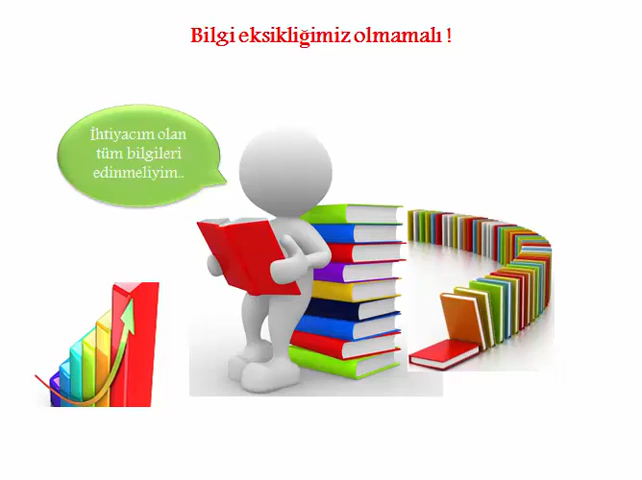 Bilgi eksikliğimiz olmamalı !
İhtiyacım olan
tüm bilgileri
edinmeliyim..